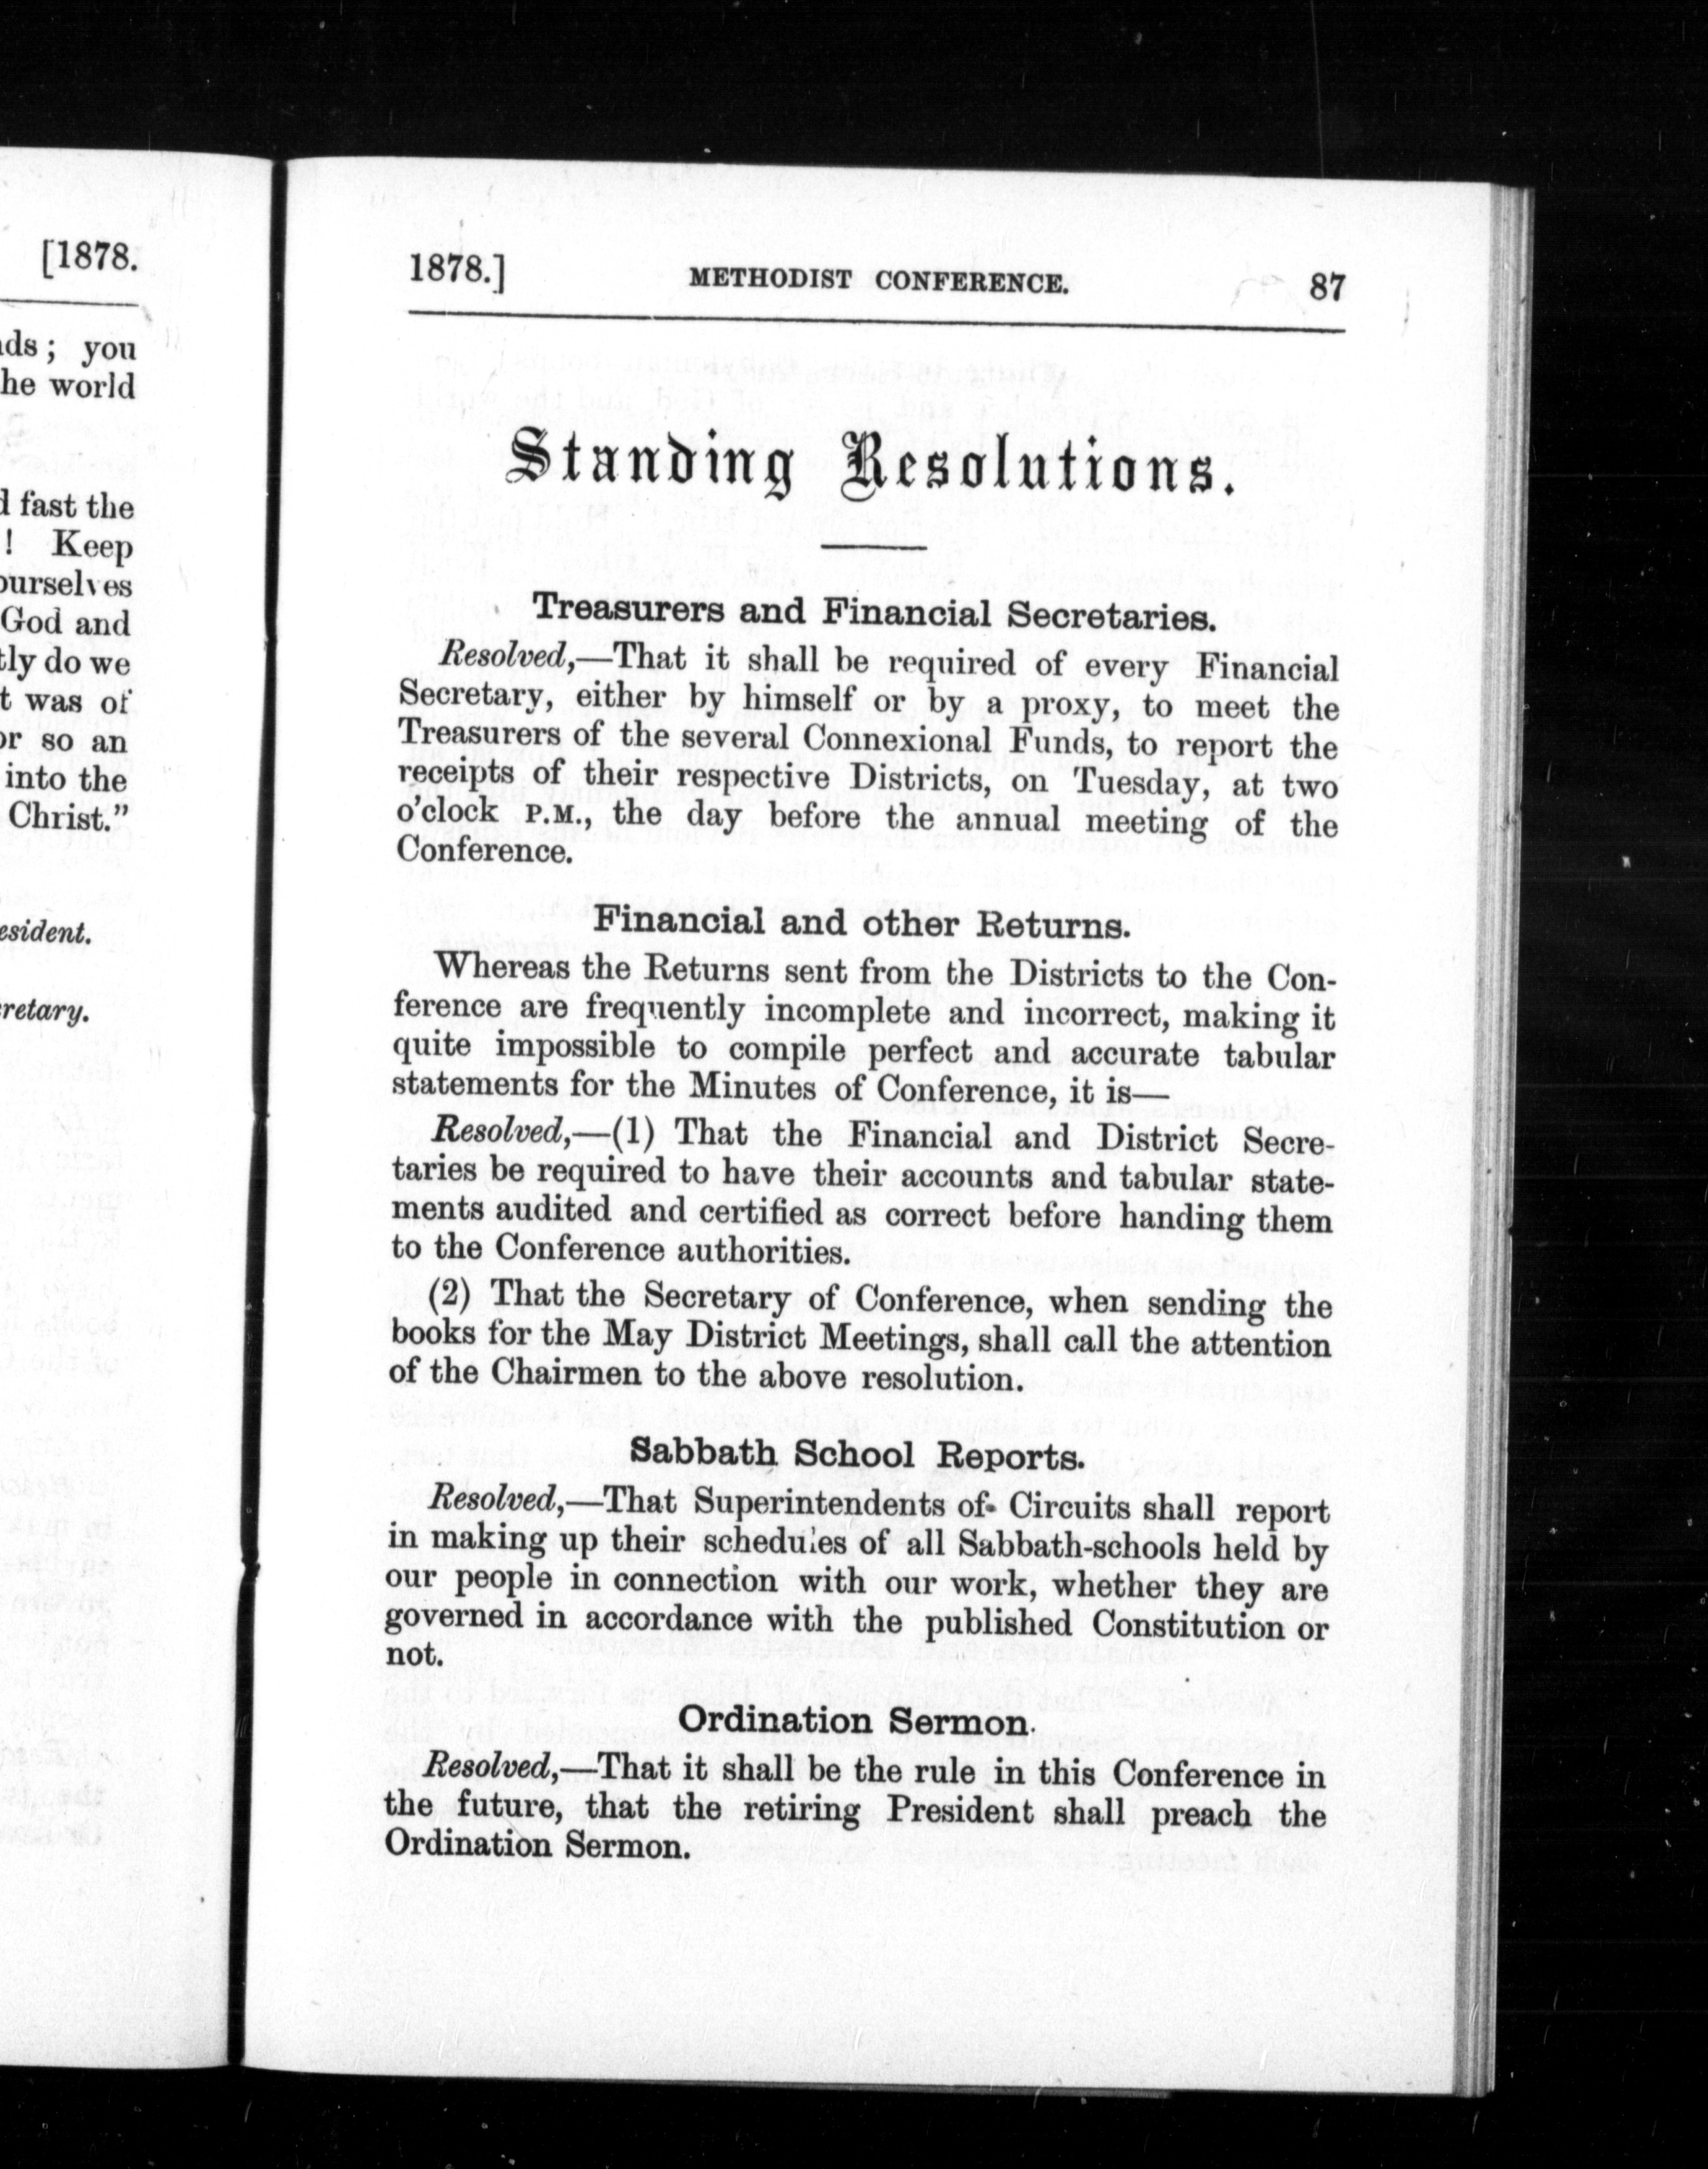 [1878.
you
he world
fast the
! Keep
ourselves
God and
do we
t was of
or so an
into the
Christ."
1878.] METHODIST CONFERENCE. 87
Standing Resolutions.
Treasurers and Financial Secretaries.
Resolved,—That it shall be required of every Financial
Secretary, either by himself or by a proxy, to meet the
Treasurers of the several Connexional Funds, to report the
receipts of their respective Districts, on Tuesday, at two
o'clock P.M., the day before the annual meeting of the
Conference.
Financial and other Returns.
Whereas the Returns sent from the Districts to the Con-
ference are frequently incomplete and incorrect, making it
quite impossible to compile perfect and accurate tabular
statements for the Minutes of Conference, it is—
Resolved,—(1) That the Financial and District Secre-
taries be required to have their accounts and tabular state-
ments audited and certified as correct before handing them
to the Conference authorities.
(2) That the Secretary of Conference, when sending the
books for the May District Meetings, shall call the attention
of the Chairmen to the above resolution.
Sabbath School Reports.
Resolved,—That Superintendents of Circuits shall report
in making up their schedules of all Sabbath-schools held by
our people in connection with our work, whether they are
governed in accordance with the published Constitution or
not.
Ordination Sermon.
Resolved,—That it shall be the rule in this Conference in
the future, that the retiring President shall preach the
Ordination Sermon.